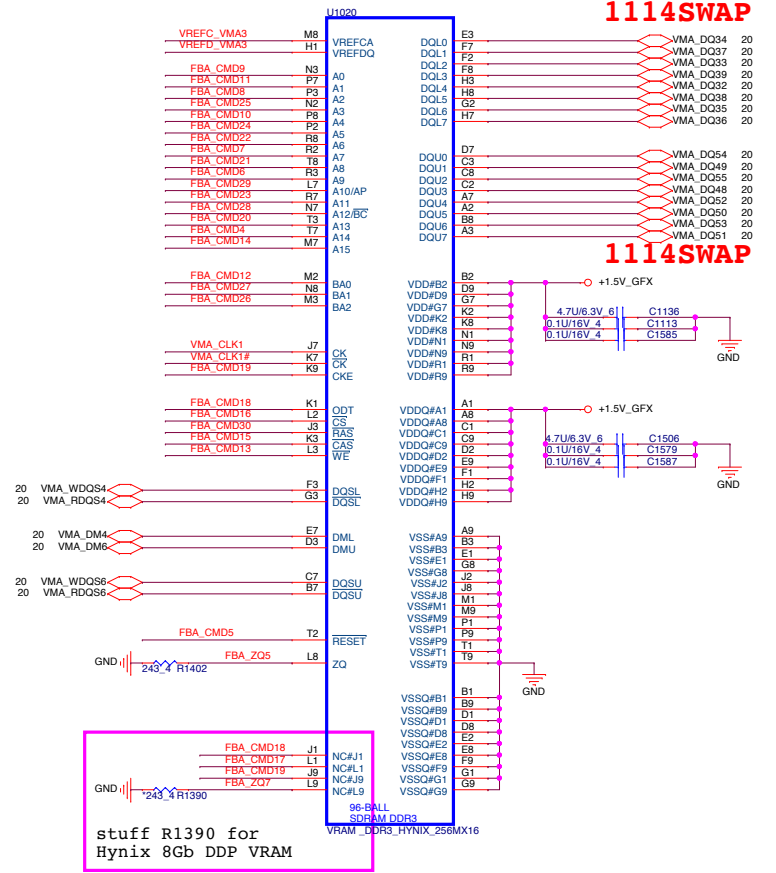 1114SWAP
U1020
VREFC_VMA3 M8 VREFCA DQL0 E3 VMA_DQ34 20
VREFD_VMA3 H1 VREFDQ DQL1 F7 VMA_DQ37 20
DQL2 F2 VMA_DQ33 20
FBA_CMD9 N3 A0 DQL3 F8 VMA_DQ39 20
FBA_CMD11 P7 A1 DQL4 H3 VMA_DQ32 20
FBA_CMD8 P3 A2 DQL5 H8 VMA_DQ38 20
FBA_CMD25 N2 A3 DQL6 G2 VMA_DQ35 20
FBA_CMD10 P8 A4 DQL7 H7 VMA_DQ36 20
FBA_CMD24 P2 A5
FBA_CMD22 R8 A6
FBA_CMD7 R2 A7 DQU0 D7 VMA_DQ54 20
FBA_CMD21 T8 A8 DQU1 C3 VMA_DQ49 20
FBA_CMD6 R3 A9 DQU2 C8 VMA_DQ55 20
FBA_CMD29 L7 A10/AP DQU3 C2 VMA_DQ48 20
FBA_CMD23 R7 A11 DQU4 A7 VMA_DQ52 20
FBA_CMD28 N7 A12/BC DQU5 A2 VMA_DQ50 20
FBA_CMD20 T3 A13 DQU6 B8 VMA_DQ53 20
FBA_CMD4 T7 A14 DQU7 A3 VMA_DQ51 20
FBA_CMD14 M7 A15
1114SWAP
FBA_CMD12 M2 BA0 VDD#B2 B2 +1.5V_GFX
FBA_CMD27 N8 BA1 VDD#D9 D9
FBA_CMD26 M3 BA2 VDD#G7 G7
VDD#K2 K2 4.7U/6.3V_6 C1136
VDD#K8 K8 0.1U/16V_4 C1113
VDD#N1 N1 0.1U/16V_4 C1585
VMA_CLK1 J7 CK VDD#N9 N9
VMA_CLK1# K7 CK VDD#R1 R1 GND
FBA_CMD19 K9 CKE VDD#R9 R9
FBA_CMD18 K1 ODT VDDQ#A1 A1 +1.5V_GFX
FBA_CMD16 L2 CS VDDQ#A8 A8
FBA_CMD30 J3 RAS VDDQ#C1 C1
FBA_CMD15 K3 CAS VDDQ#C9 C9 4.7U/6.3V_6 C1506
FBA_CMD13 L3 WE VDDQ#D2 D2 0.1U/16V_4 C1579
VDDQ#E9 E9 0.1U/16V_4 C1587
VDDQ#F1 F1
20 VMA_WDQS4 F3 DQSL VDDQ#H2 H2 GND
20 VMA_RDQS4 G3 DQSL VDDQ#H9 H9
20 VMA_DM4 E7 DML VSS#A9 A9
20 VMA_DM6 D3 DMU VSS#B3 B3
VSS#E1 E1
VSS#G8 G8
20 VMA_WDQS6 C7 DQSU VSS#J2 J2
20 VMA_RDQS6 B7 DQSU VSS#J8 J8
VSS#M1 M1
VSS#M9 M9
VSS#P1 P1
FBA_CMD5 T2 RESET VSS#P9 P9
VSS#T1 T1
GND 243_4 R1402 FBA_ZQ5 L8 ZQ VSS#T9 T9
GND
VSSQ#B1 B1
VSSQ#B9 B9
VSSQ#D1 D1
VSSQ#D8 D8
VSSQ#E2 E2
FBA_CMD18 J1 NC#J1 VSSQ#E8 E8
FBA_CMD17 L1 NC#L1 VSSQ#F9 F9
FBA_CMD19 J9 NC#J9 VSSQ#G1 G1
GND *243_4 R1390 FBA_ZQ7 L9 NC#L9 VSSQ#G9 G9
96-BALL
SDRAM DDR3
VRAM _DDR3_HYNIX_256MX16
stuff R1390 for
Hynix 8Gb DDP VRAM